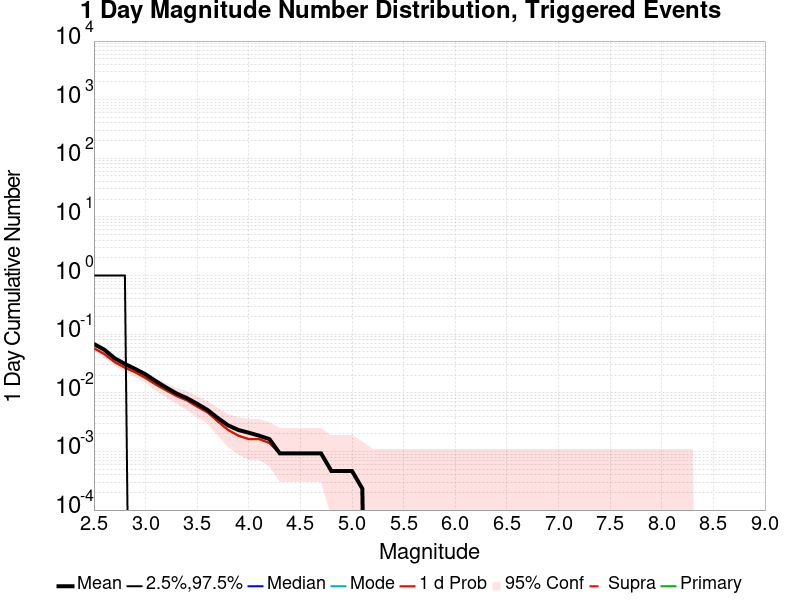 1 Day Magnitude Number Distribution, Triggered Events
10^4
10^3
10^2
10^1
10^0
10^-1
10^-2
10^-3
10^-4
1 Day Cumulative Number
2.5 3.0 3.5 4.0 4.5 5.0 5.5 6.0 6.5 7.0 7.5 8.0 8.5 9.0
Magnitude
Mean 2.5%,97.5% Median Mode 1 d Prob 95% Conf Supra Primary